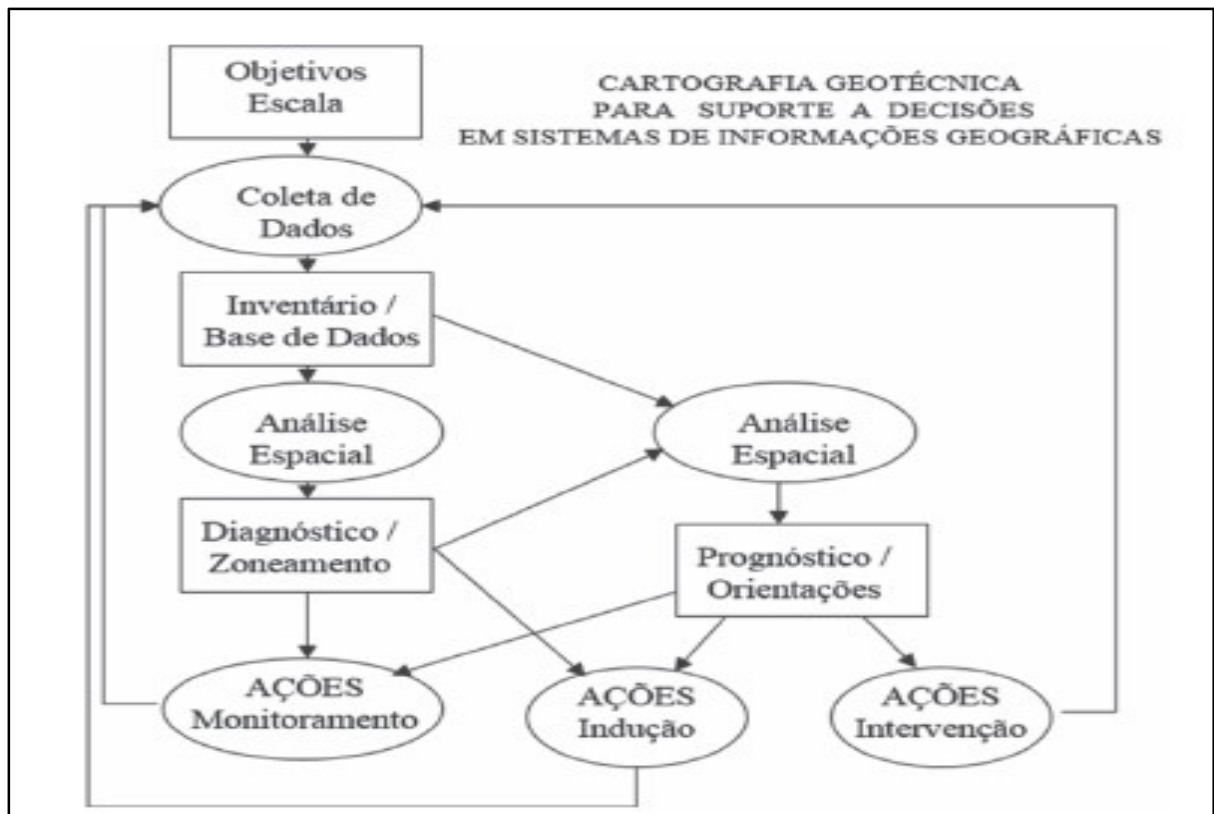 Objetivos
Escala
CARTOGRAFIA GEOTÉCNICA
PARA SUPORTE A DECISÕES
EM SISTEMAS DE INFORMAÇÕES GEOGRÁFICAS
Coleta de
Dados
Inventário /
Base de Dados
Análise
Espacial
Análise
Espacial
Diagnóstico /
Zoneamento
Prognóstico /
Orientações
AÇÕES
Monitoramento
AÇÕES
Indução
AÇÕES
Intervenção